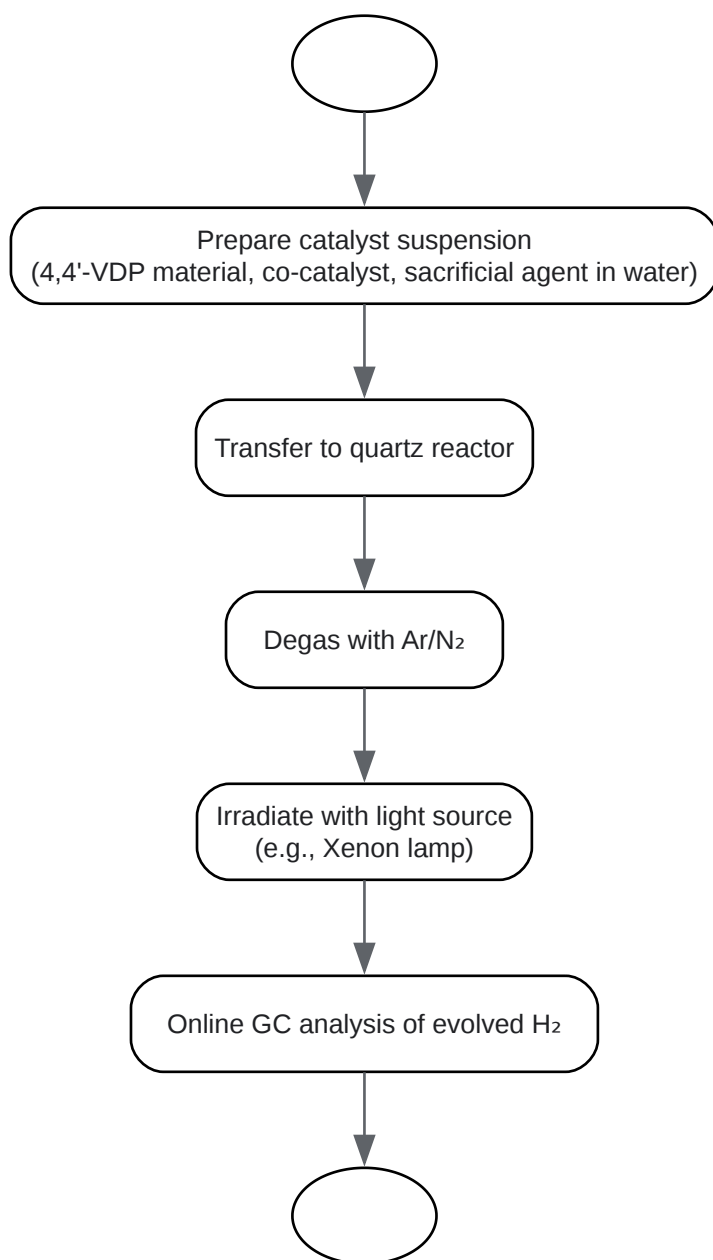 Prepare catalyst suspension
(4,4'-VDP material, co-catalyst, sacrificial agent in water)
Transfer to quartz reactor
Degas with Ar/N₂
Irradiate with light source
(e.g., Xenon lamp)
Online GC analysis of evolved H₂